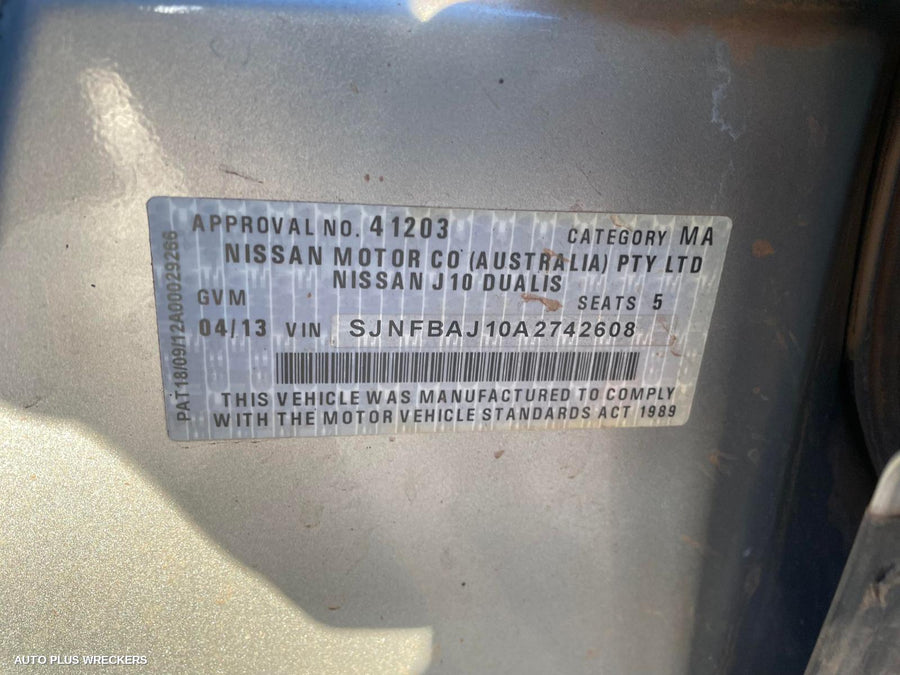 APPROVAL NO. 41203 CATEGORY MA
NISSAN MOTOR CO (AUSTRALIA) PTY LTD
NISSAN J10 DUALIS
GVM SEATS 5
04/13 VIN SJNFBAJ10A2742608
THIS VEHICLE WAS MANUFACTURED TO COMPLY
WITH THE MOTOR VEHICLE STANDARDS ACT 1989
PAT18/09/12A00029266
AUTO PLUS WRECKERS